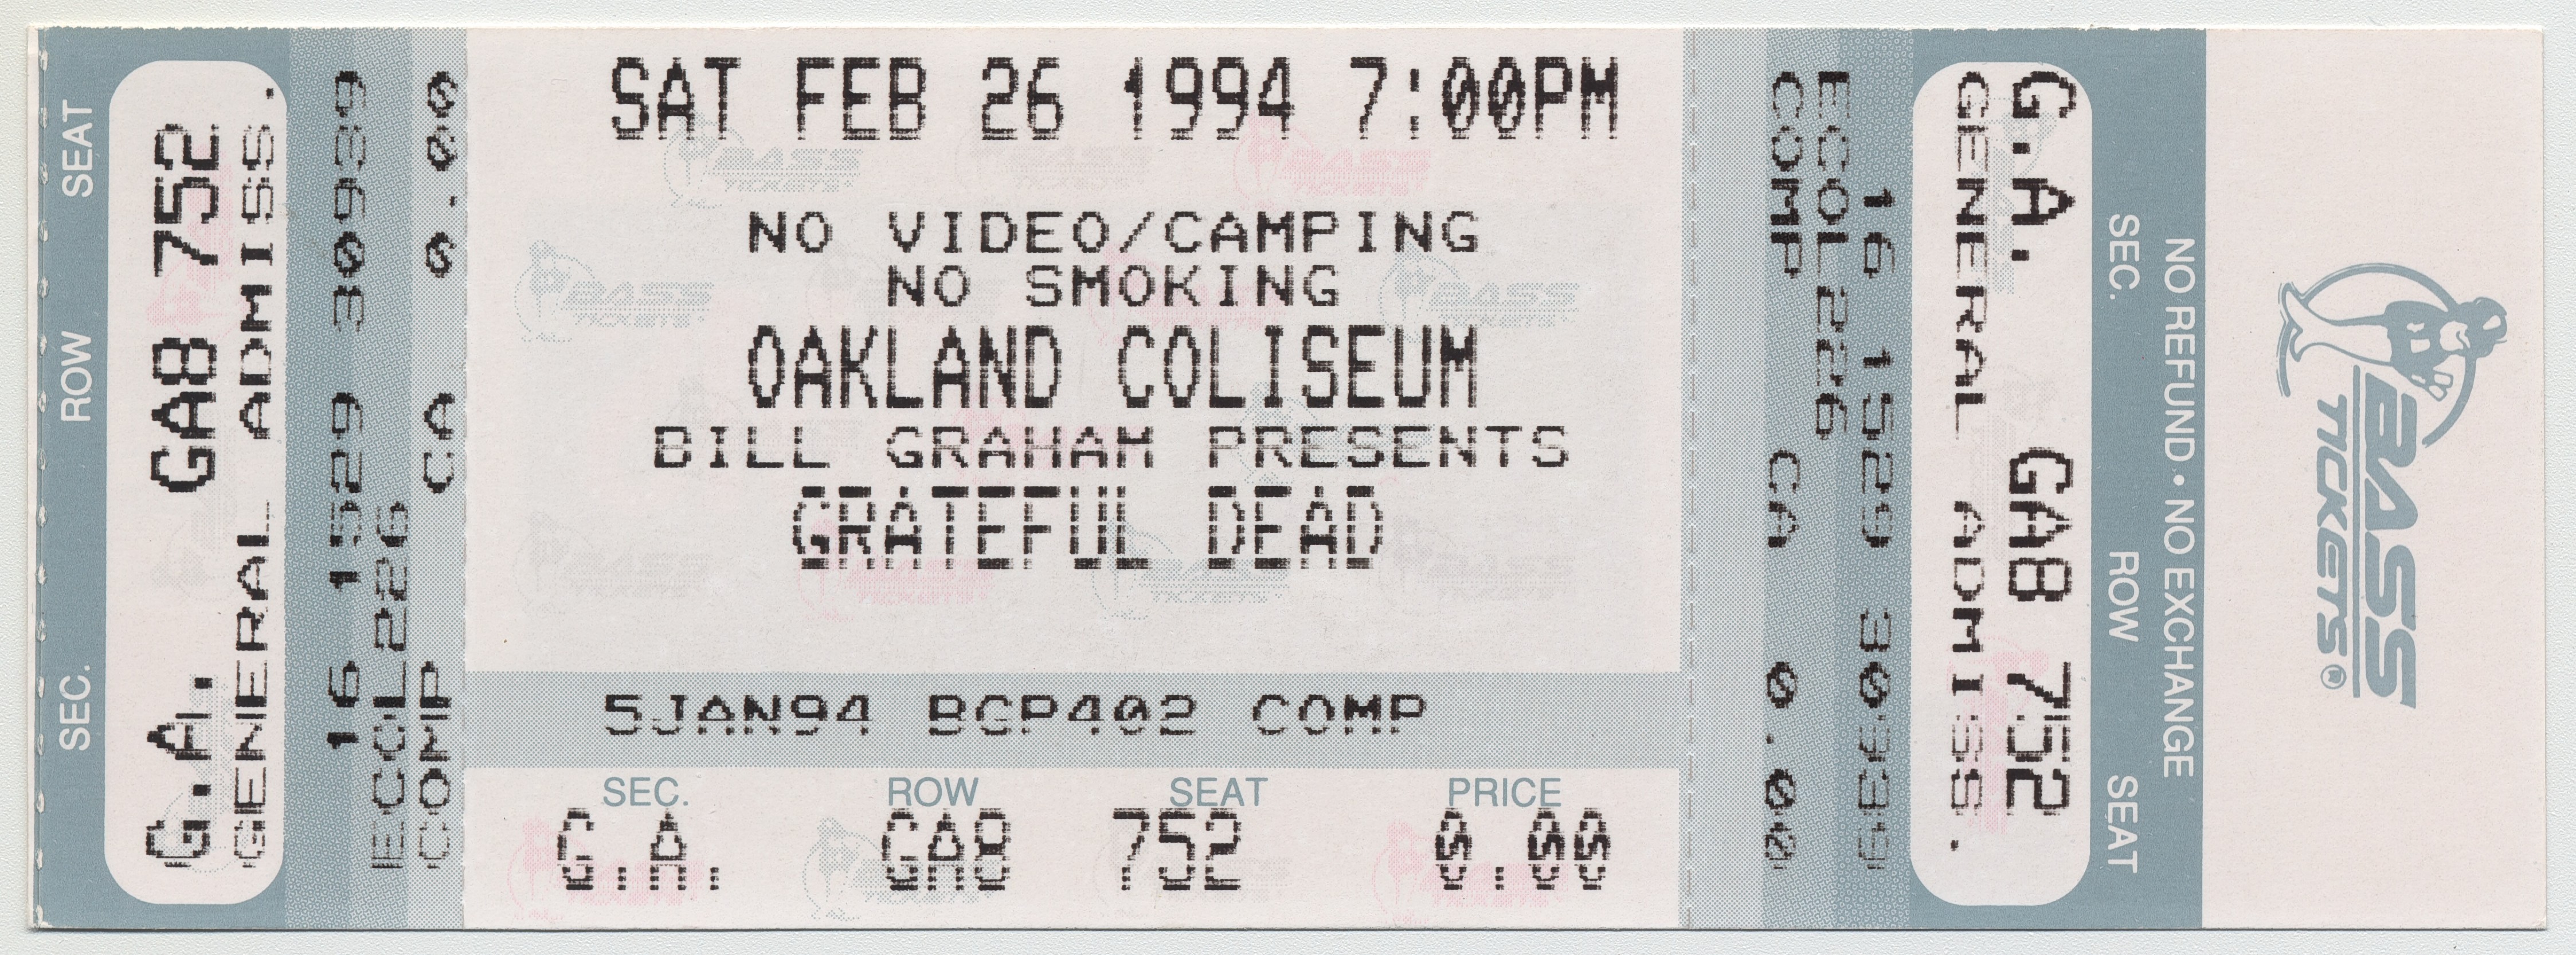 SEAT
ROW
SEC.
G.A. GA8 752
GENERAL ADMISS.
16 1529 30939
ECOL226
COMP CA 0.00
SAT FEB 26 1994 7:00PM
NO VIDEO/CAMPING
NO SMOKING
OAKLAND COLISEUM
BILL GRAHAM PRESENTS
GRATEFUL DEAD
5JAN94 BGP402 COMP
SEC. ROW SEAT PRICE
G.A. GA8 752 0.00
COMP CA 0.00
ECOL226
16 1529 30939
GENERAL ADMISS.
G.A. GA8 752
SEC. ROW SEAT
NO REFUND • NO EXCHANGE
BASS
TICKETS®